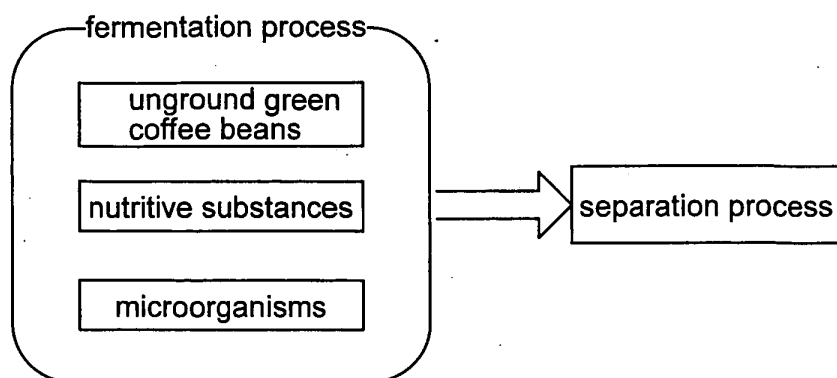 fermentation process
unground green
coffee beans
nutritive substances
separation process
microorganisms